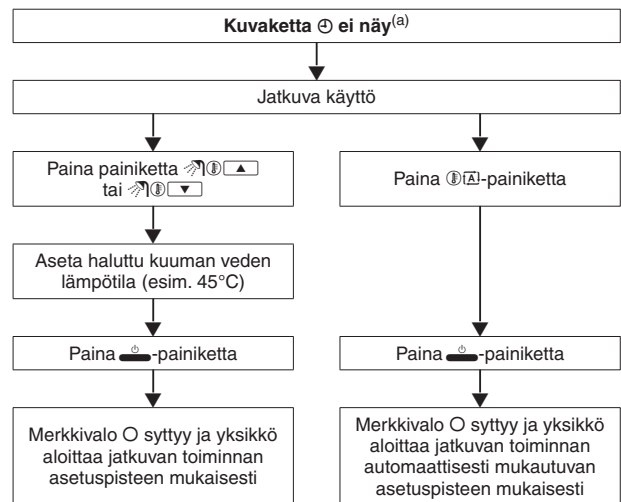 Kuvaketta ei näy(a)
Jatkuva käyttö
Paina painiketta ▲
tai ▼
Aseta haluttu kuuman veden
lämpötila (esim. 45°C)
Paina -painiketta
Merkkivalo O syttyy ja yksikkö
aloittaa jatkuvan toiminnan
asetuspisteen mukaisesti
Paina A-painiketta
Paina -painiketta
Merkkivalo O syttyy ja yksikkö
aloittaa jatkuvan toiminnan
automaattisesti mukautuvan
asetuspisteen mukaisesti